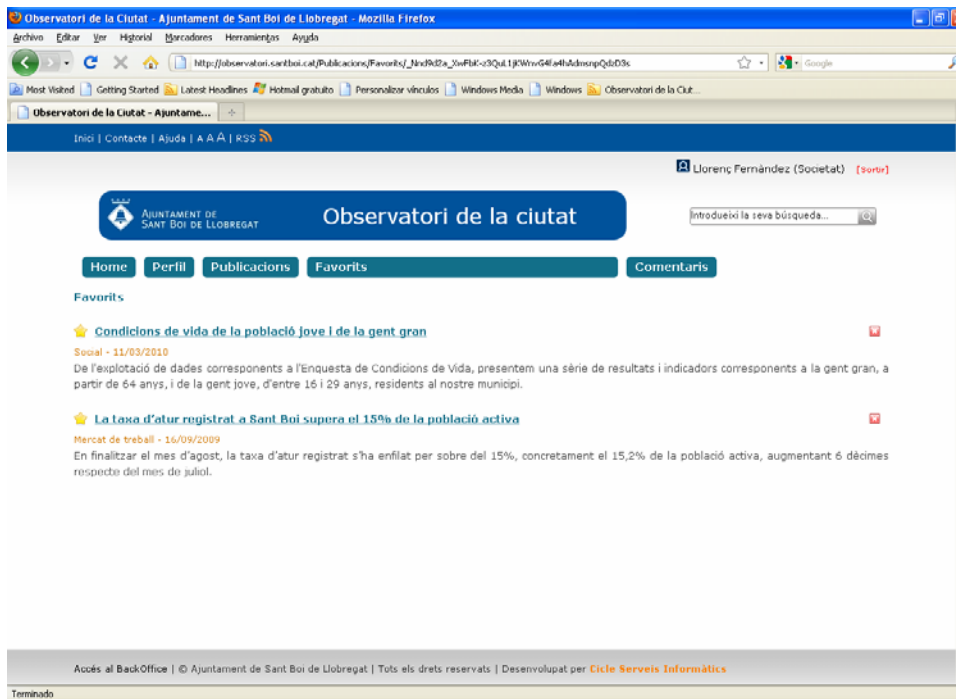 Observatori de la Ciutat - Ajuntament de Sant Boi de Llobregat - Mozilla Firefox
Archivo Editar Ver Historial Marcadores Herramientas Ayuda
Google
Most Visited Getting Started Latest Headlines Hotmail gratuito Personalizar vínculos Windows Media Windows Observatori de la Ciut...
Observatori de la Ciutat - Ajuntame...
Inici | Contacte | Ajuda | A A A | RSS
Llorenç Fernàndez (Societat) [Sortir]
AJUNTAMENT DE
SANT BOI DE LLOBREGAT
Observatori de la ciutat
Introdueixi la seva búsqueda...
Home Perfil Publicacions Favorits Comentaris
Favorits
Condicions de vida de la població jove i de la gent gran
Social - 11/03/2010
De l'explotació de dades corresponents a l'Enquesta de Condicions de Vida, presentem una sèrie de resultats i indicadors corresponents a la gent gran, a
partir de 64 anys, i de la gent jove, d'entre 16 i 29 anys, residents al nostre municipi.
La taxa d'atur registrat a Sant Boi supera el 15% de la població activa
Mercat de treball - 16/09/2009
En finalitzar el mes d'agost, la taxa d'atur registrat s'ha enfilat per sobre del 15%, concretament el 15,2% de la població activa, augmentant 6 dècimes
respecte del mes de juliol.
Accés al BackOffice | © Ajuntament de Sant Boi de Llobregat | Tots els drets reservats | Desenvolupat per Cicle Serveis Informàtics
Terminado